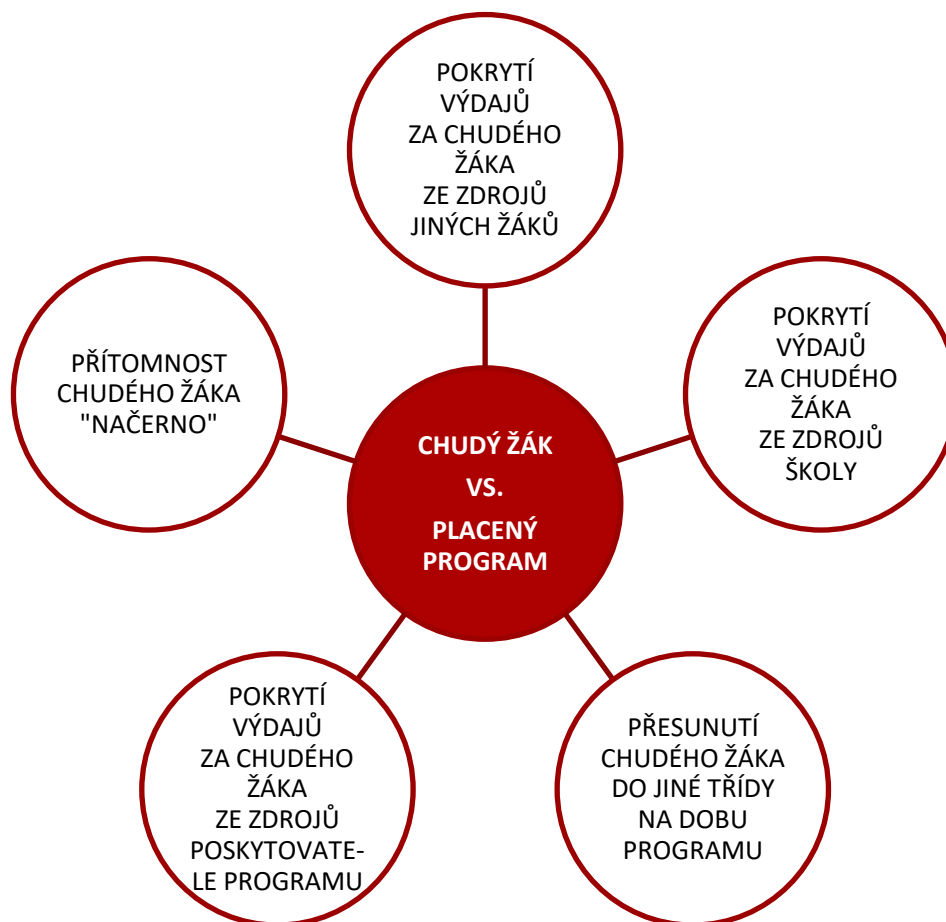 POKRYTÍ
VÝDAJŮ
ZA CHUDÉHO
ŽÁKA
ZE ZDROJŮ
JINÝCH ŽÁKŮ
POKRYTÍ
VÝDAJŮ
ZA CHUDÉHO
ŽÁKA
ZE ZDROJŮ
ŠKOLY
PŘÍTOMNOST
CHUDÉHO ŽÁKA
"NAČERNO"
CHUDÝ ŽÁK
VS.
PLACENÝ
PROGRAM
POKRYTÍ
VÝDAJŮ
ZA CHUDÉHO
ŽÁKA
ZE ZDROJŮ
POSKYTOVATE-
LE PROGRAMU
PŘESUNUTÍ
CHUDÉHO ŽÁKA
DO JINÉ TŘÍDY
NA DOBU
PROGRAMU